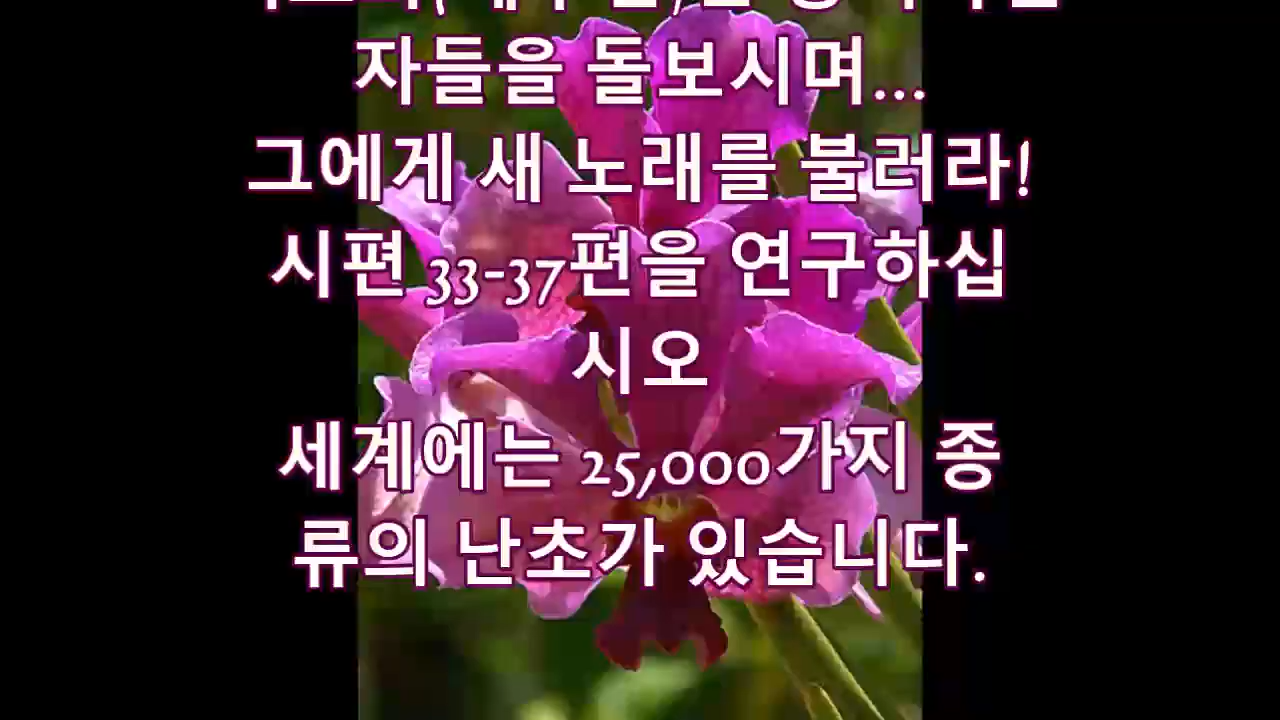 자들을 돌보시며...
그에게 새 노래를 불러라!
시편 33-37편을 연구하십
시오
세계에는 25,000가지 종
류의 난초가 있습니다.